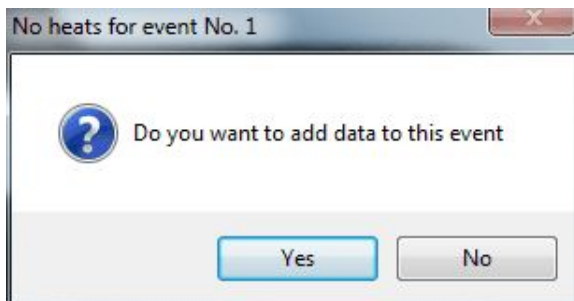 No heats for event No. 1
Do you want to add data to this event
Yes
No